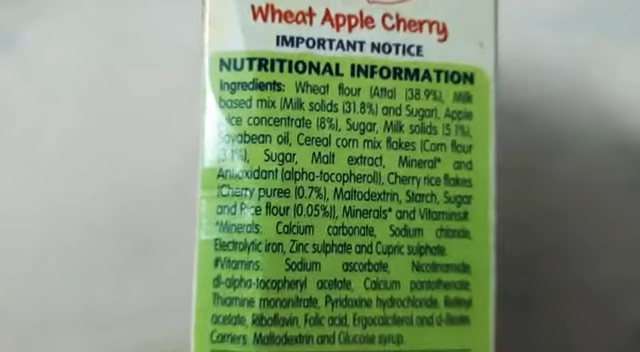 Wheat Apple Cherry
IMPORTANT NOTICE
NUTRITIONAL INFORMATION
Ingredients: Wheat flour (Atta) (38.9%), Milk
based mix (Milk solids (31.8%) and Sugar), Apple
juice concentrate (8%), Sugar, Milk solids (5.1%),
Soyabean oil, Cereal corn mix flakes (Corn flour
(3.1%), Sugar, Malt extract, Mineral* and
Antioxidant (alpha-tocopherol)), Cherry rice flakes
(Cherry puree (0.7%), Maltodextrin, Starch, Sugar
and Rice flour (0.05%)), Minerals* and Vitamins#.
*Minerals: Calcium carbonate, Sodium chloride,
Electrolytic iron, Zinc sulphate and Cupric sulphate.
#Vitamins: Sodium ascorbate, Nicotinamide,
dl-alpha-tocopheryl acetate, Calcium pantothenate,
Thiamine mononitrate, Pyridoxine hydrochloride, Retinyl
acetate, Riboflavin, Folic acid, Ergocalciferol and d-Biotin.
Carriers: Maltodextrin and Glucose syrup.